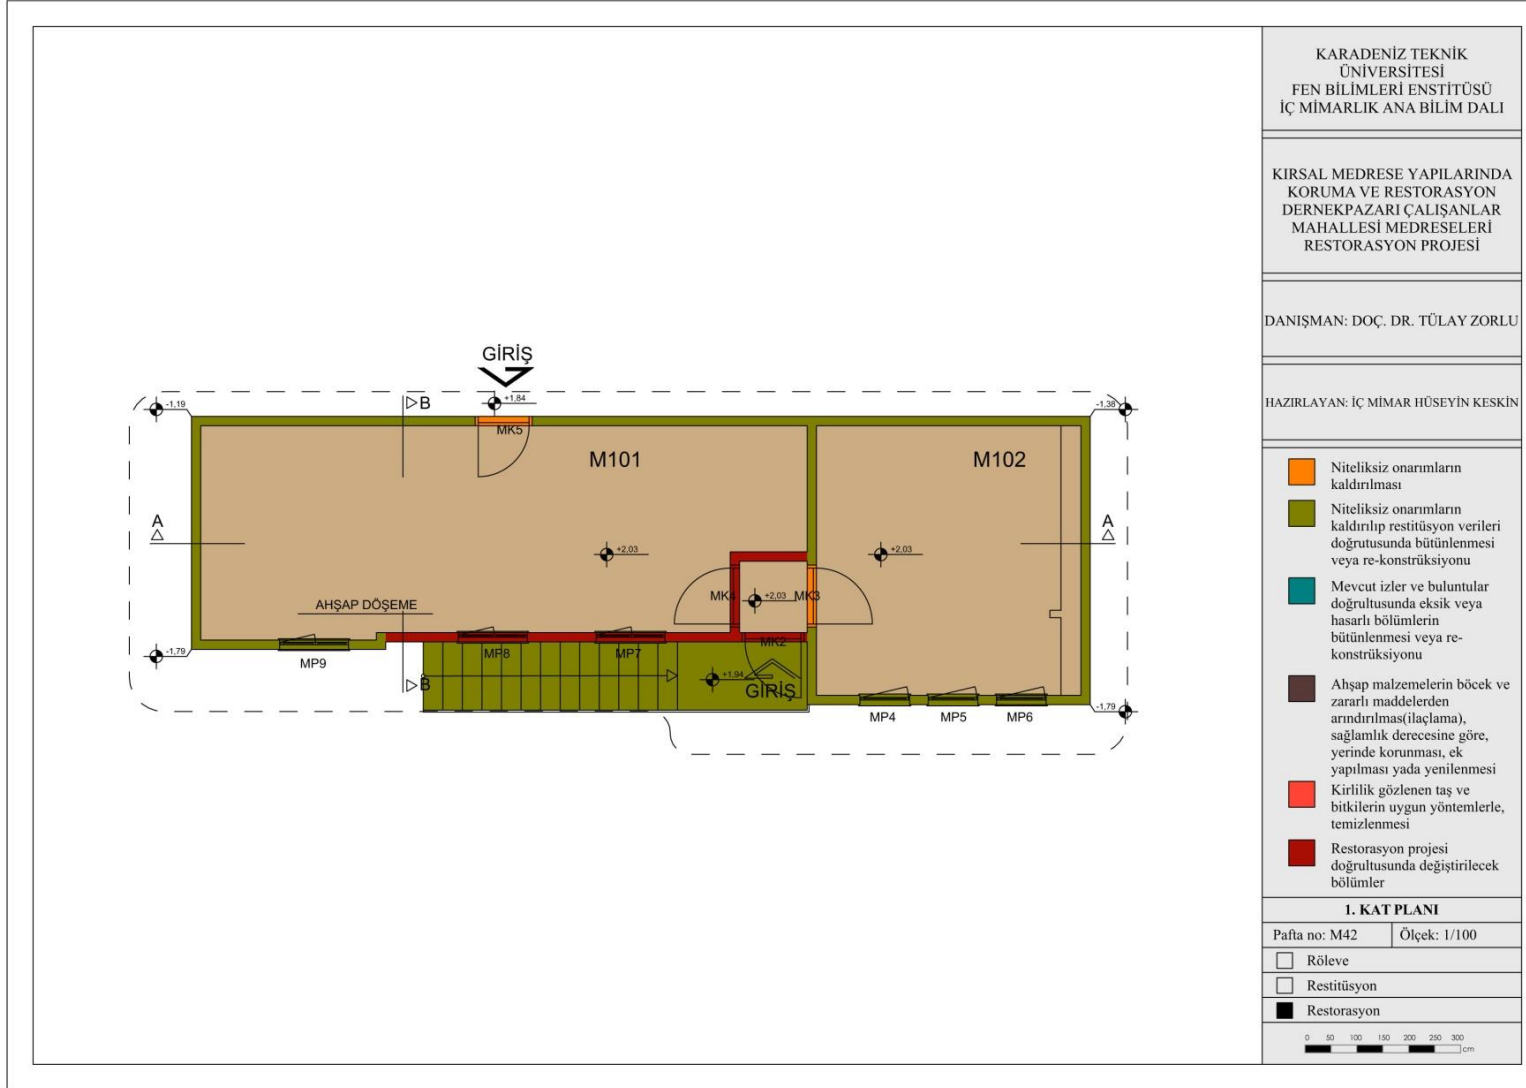 GİRİŞ
B
+1,84
-1,19
-1,38
MK5
M101
M102
A
A
+2,03
+2,03
MK4
+2,03
MK3
AHŞAP DÖŞEME
MK2
-1,79
MP9
MP8
MP7
B
+1,94
GİRİŞ
MP4
MP5
MP6
-1,79
KARADENİZ TEKNİK
ÜNİVERSİTESİ
FEN BİLİMLERİ ENSTİTÜSÜ
İÇ MİMARLIK ANA BİLİM DALI
KIRSAL MEDRESE YAPILARINDA
KORUMA VE RESTORASYON
DERNEKPAZARI ÇALIŞANLAR
MAHALLESİ MEDRESELERİ
RESTORASYON PROJESİ
DANIŞMAN: DOÇ. DR. TÜLAY ZORLU
HAZIRLAYAN: İÇ MİMAR HÜSEYİN KESKİN
Niteliksiz onarımların
kaldırılması
Niteliksiz onarımların
kaldırılıp restitüsyon verileri
doğrutusunda bütünlenmesi
veya re-konstrüksiyonu
Mevcut izler ve buluntular
doğrultusunda eksik veya
hasarlı bölümlerin
bütünlenmesi veya re-
konstrüksiyonu
Ahşap malzemelerin böcek ve
zararlı maddelerden
arındırılması(ilaçlama),
sağlamlık derecesine göre,
yerinde korunması, ek
yapılması yada yenilenmesi
Kirlilik gözlenen taş ve
bitkilerin uygun yöntemlerle,
temizlenmesi
Restorasyon projesi
doğrultusunda değiştirilecek
bölümler
1. KAT PLANI
Pafta no: M42
Ölçek: 1/100
Röleve
Restitüsyon
Restorasyon
0 50 100 150 200 250 300
cm